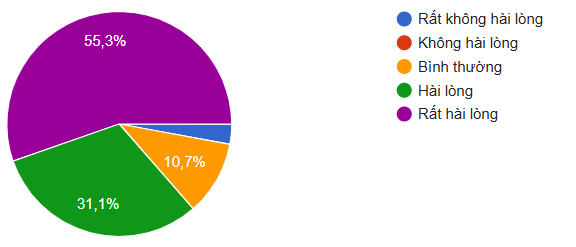 55,3%
10,7%
31,1%
Rất không hài lòng
Không hài lòng
Bình thường
Hài lòng
Rất hài lòng